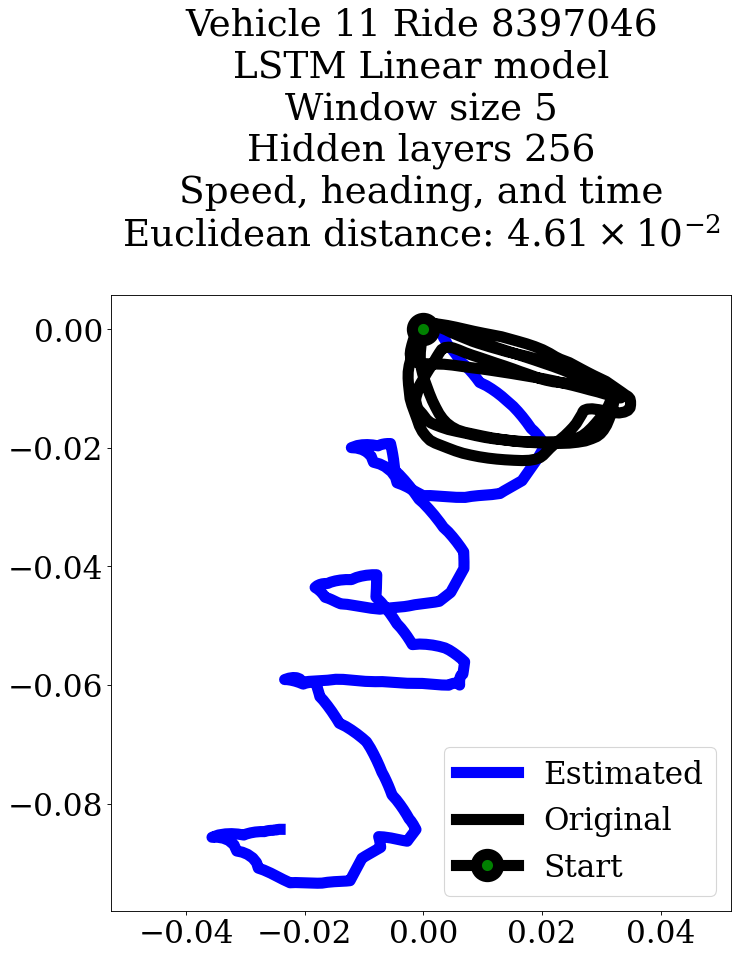 Vehicle 11 Ride 8397046
LSTM Linear model
Window size 5
Hidden layers 256
Speed, heading, and time
Euclidean distance: 4.61 × 10⁻²
0.00
−0.02
−0.04
−0.06
−0.08
Estimated
Original
Start
−0.04 −0.02 0.00 0.02 0.04